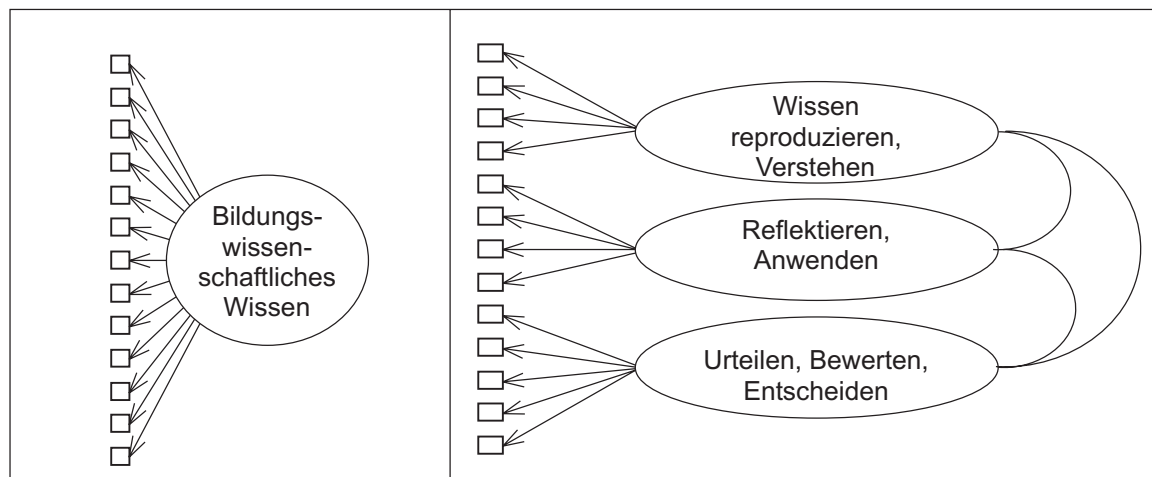 Bildungs-
wissen-
schaftliches
Wissen
Wissen
reproduzieren,
Verstehen
Reflektieren,
Anwenden
Urteilen, Bewerten,
Entscheiden